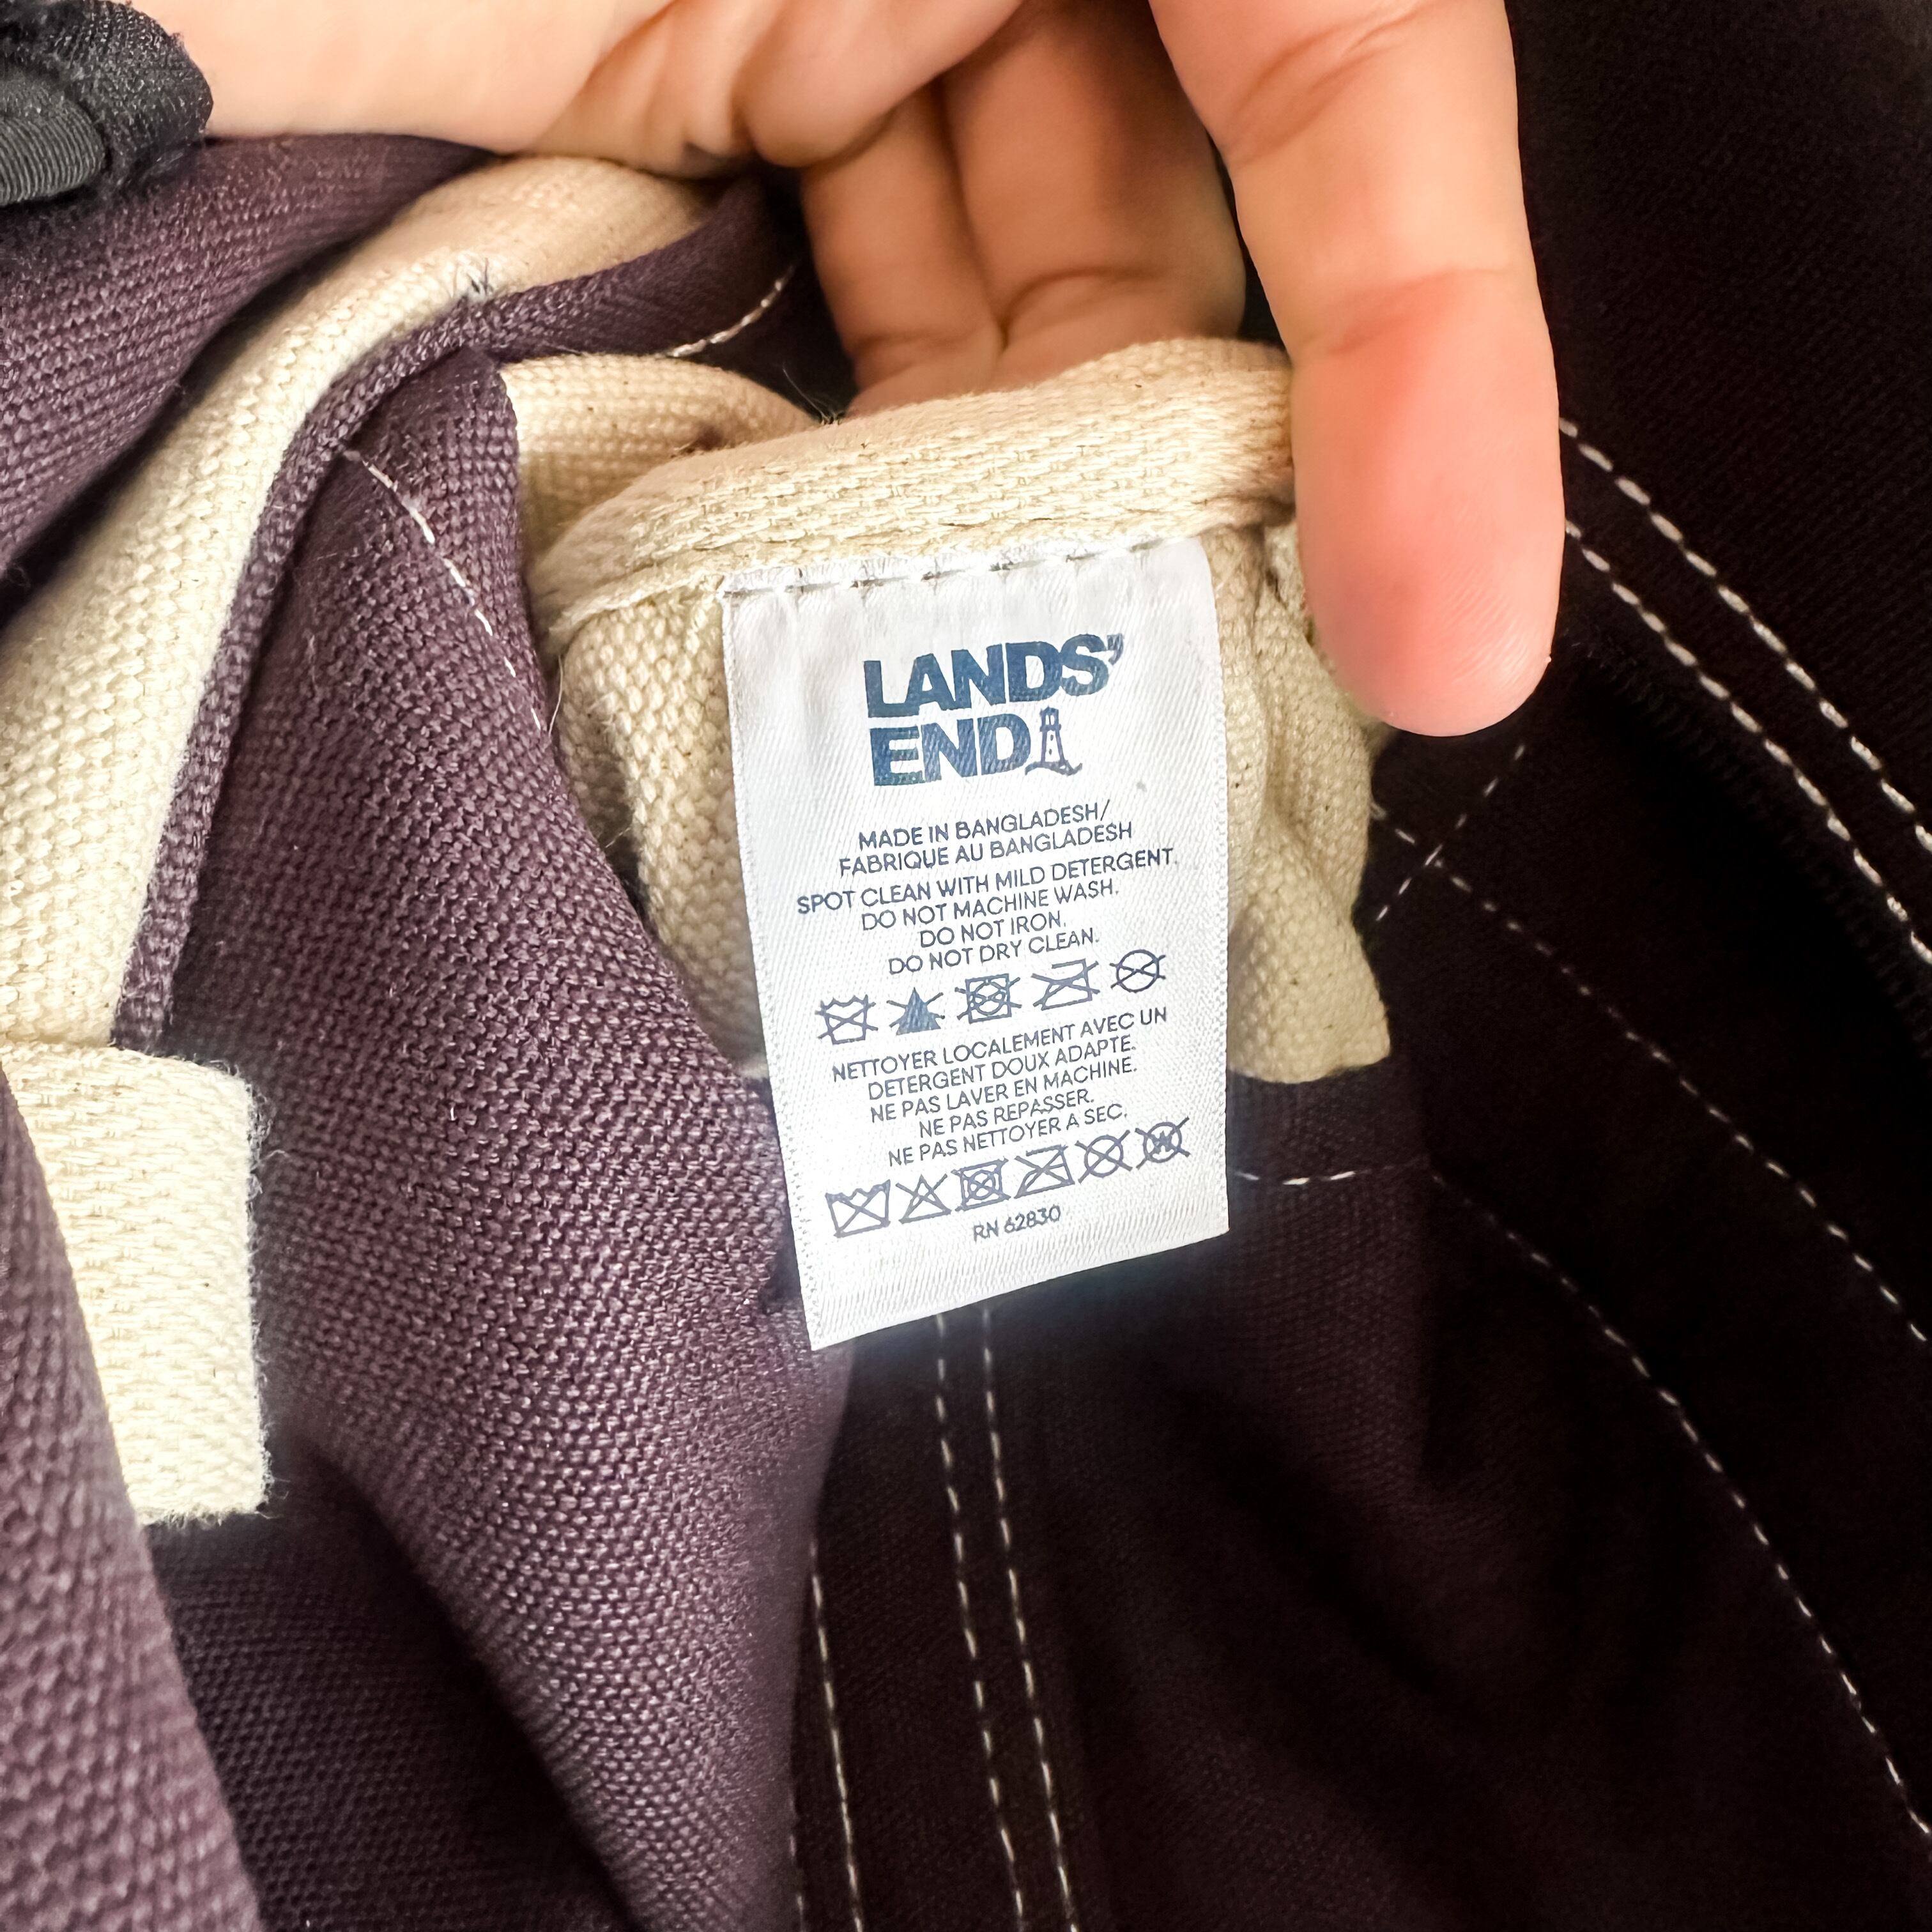 LANDS'
END
MADE IN BANGLADESH/
FABRIQUE AU BANGLADESH
SPOT CLEAN WITH MILD DETERGENT.
DO NOT MACHINE WASH.
DO NOT IRON.
DO NOT DRY CLEAN.
NETTOYER LOCALEMENT AVEC UN
DETERGENT DOUX ADAPTE.
NE PAS LAVER EN MACHINE.
NE PAS REPASSER.
NE PAS NETTOYER A SEC.
W
RN 62830